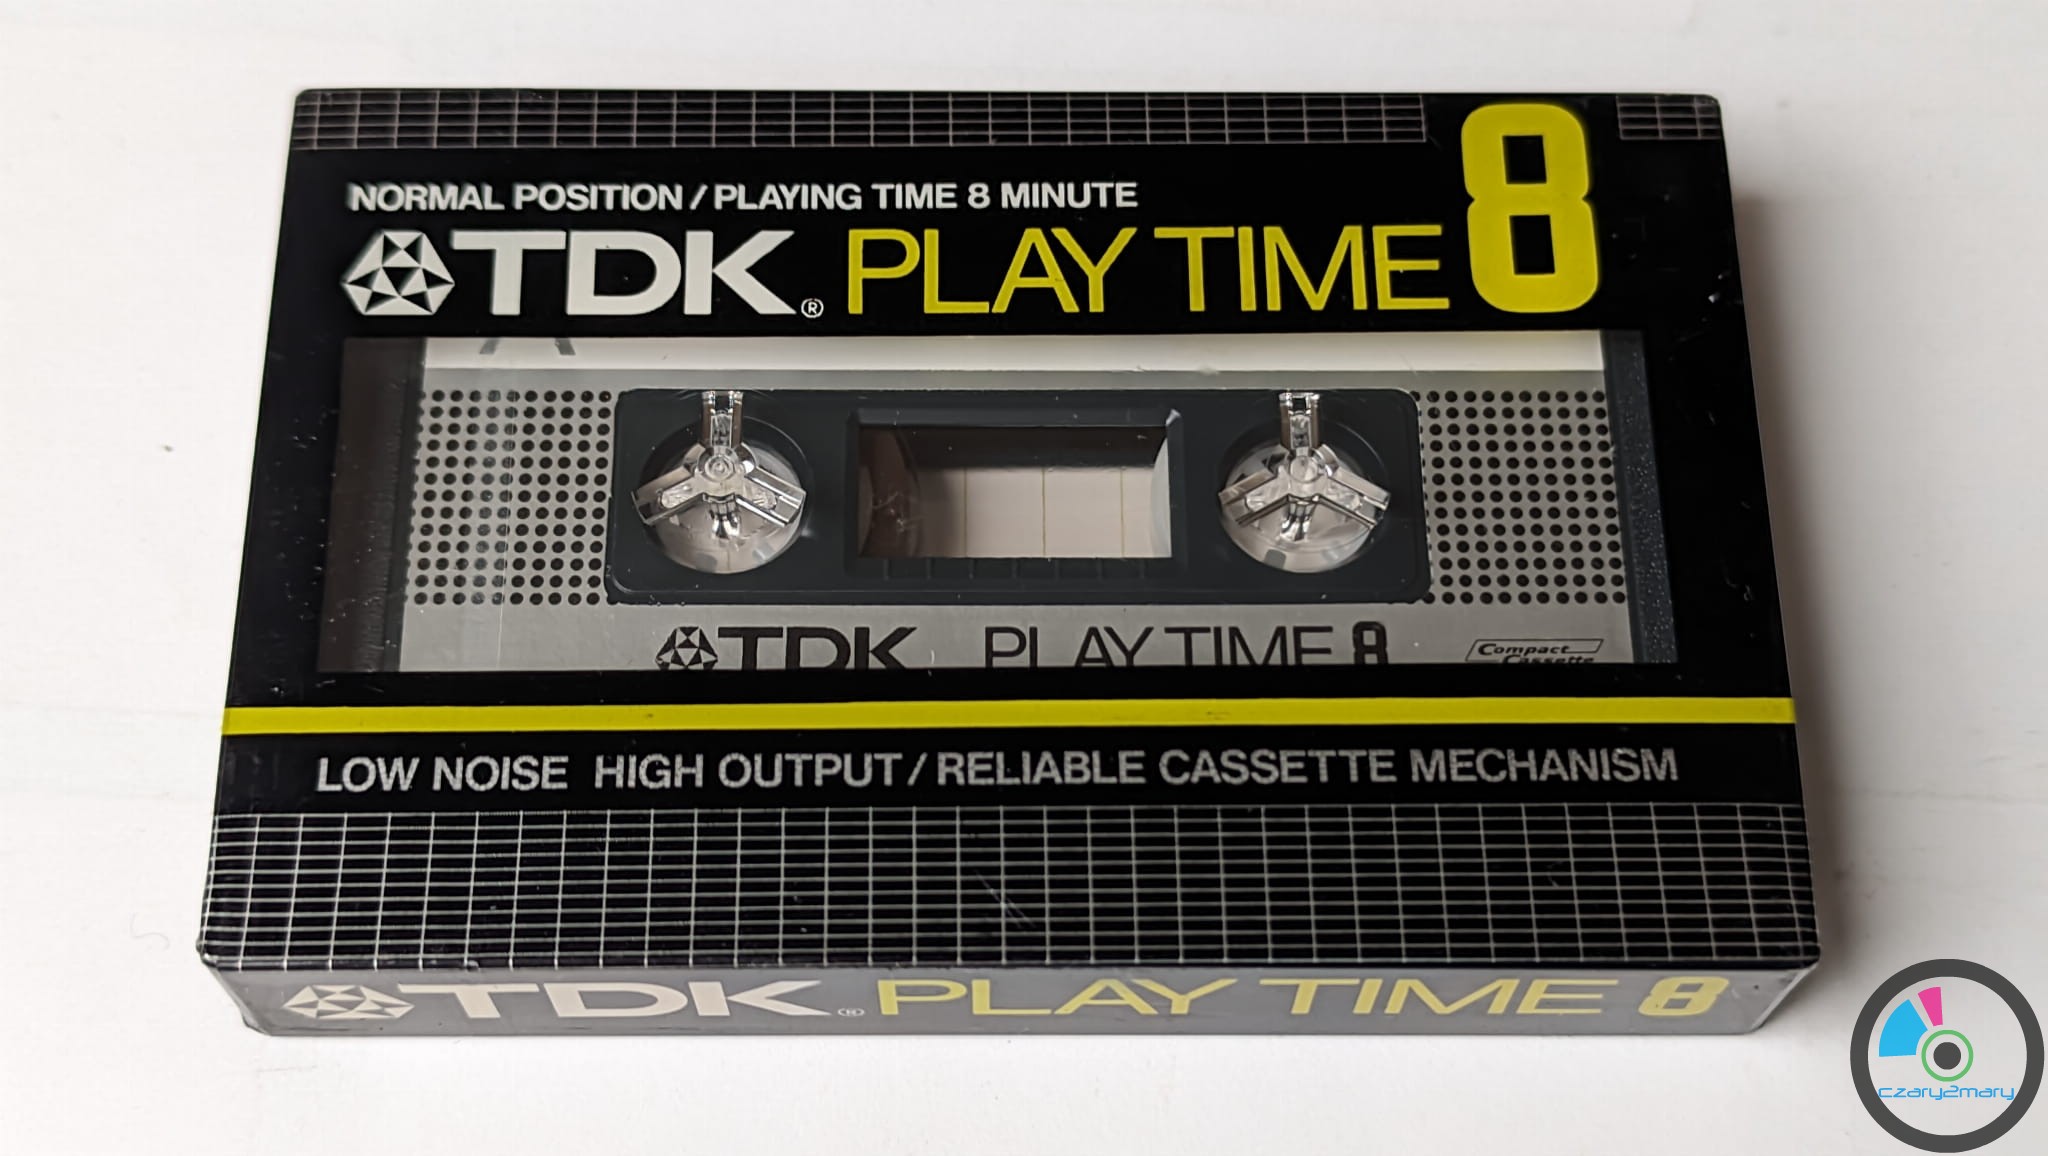 NORMAL POSITION / PLAYING TIME 8 MINUTE
TDK® PLAY TIME 8
A
TDK PLAY TIME 8
Compact Cassette
LOW NOISE HIGH OUTPUT / RELIABLE CASSETTE MECHANISM
TDK® PLAY TIME 8
czary2mary